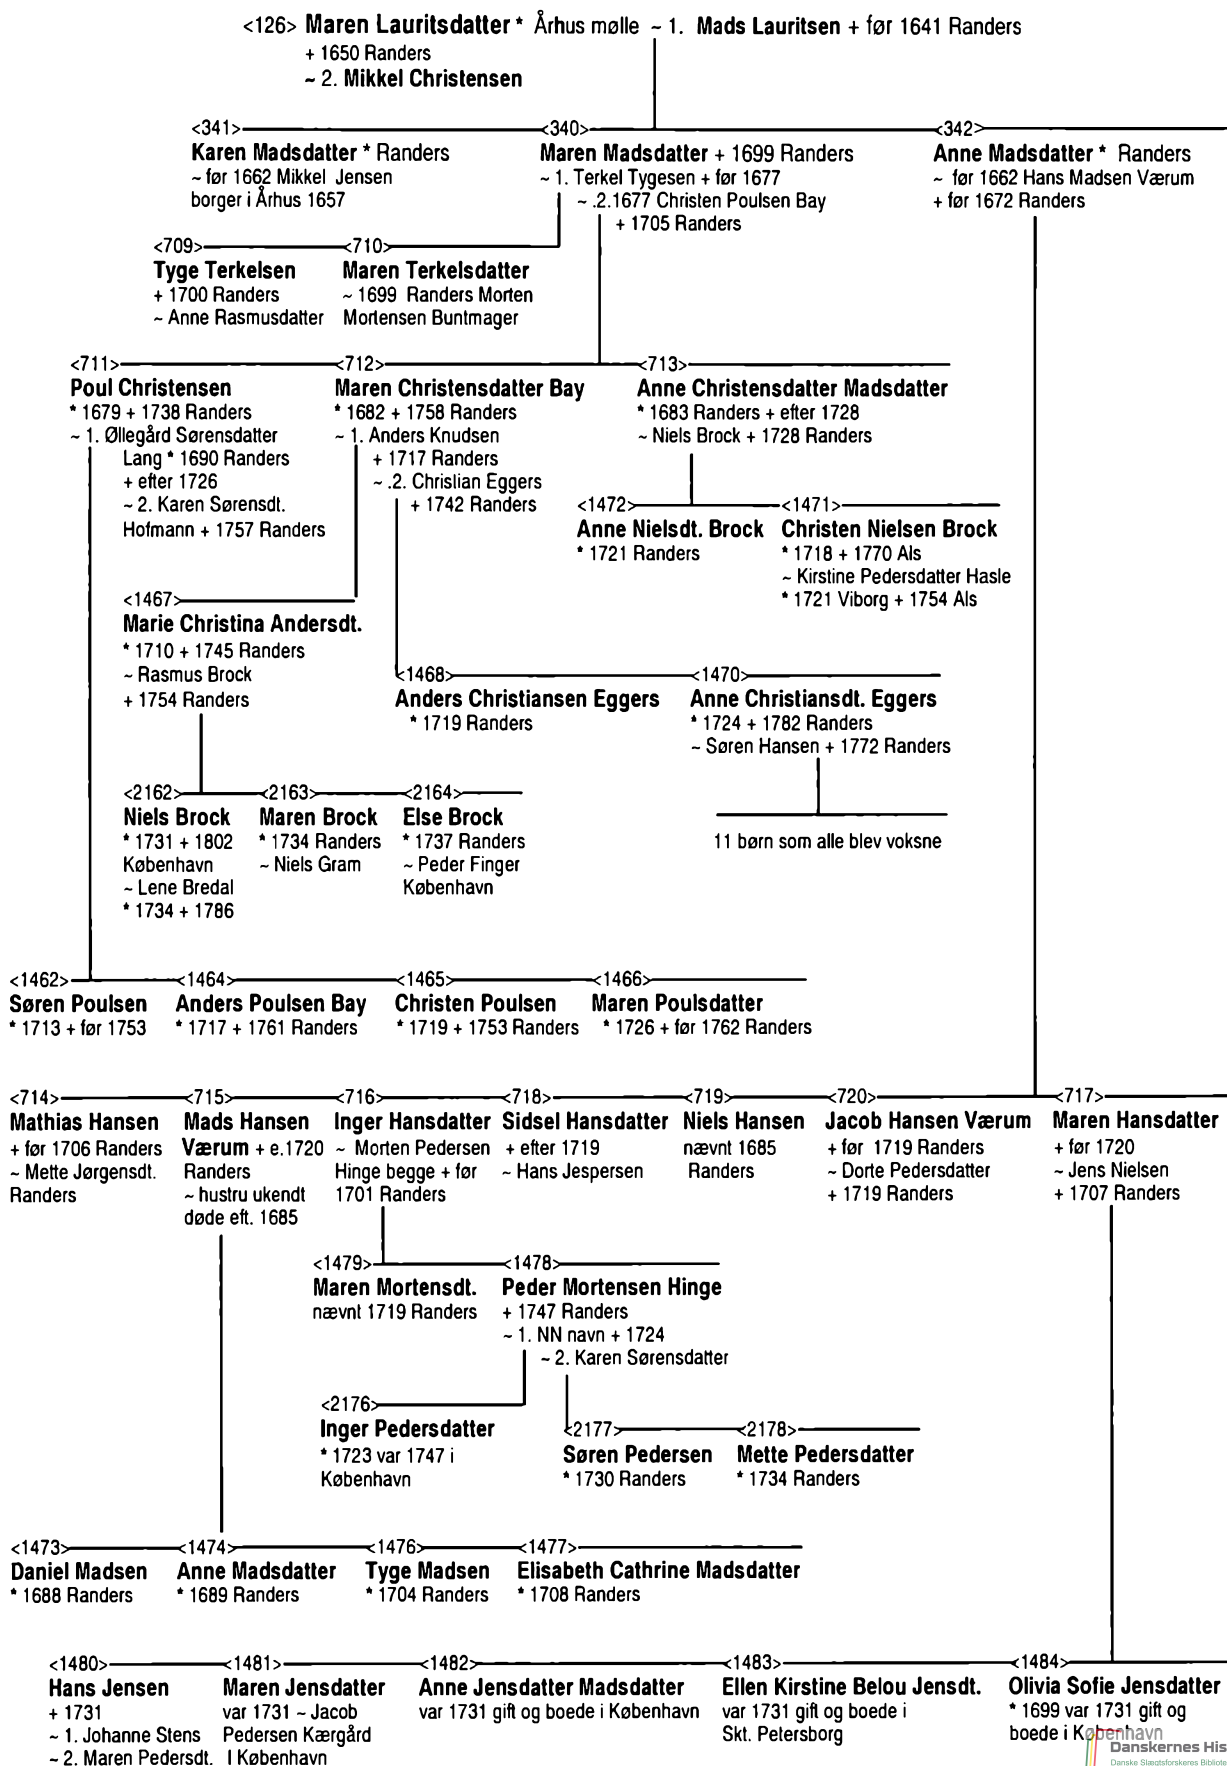 <126> Maren Lauritsdatter * Århus mølle ~ 1. Mads Lauritsen + før 1641 Randers
+ 1650 Randers
~ 2. Mikkel Christensen
<341> <340> <342>
Karen Madsdatter * Randers
~ før 1662 Mikkel Jensen
borger i Århus 1657
Maren Madsdatter + 1699 Randers
~ 1. Terkel Tygesen + før 1677
~ .2.1677 Christen Poulsen Bay
+ 1705 Randers
Anne Madsdatter * Randers
~ før 1662 Hans Madsen Værum
+ før 1672 Randers
<709> <710>
Tyge Terkelsen
+ 1700 Randers
~ Anne Rasmusdatter
Maren Terkelsdatter
~ 1699 Randers Morten
Mortensen Buntmager
<711> <712> <713>
Poul Christensen
* 1679 + 1738 Randers
~ 1. Øllegård Sørensdatter
Lang * 1690 Randers
+ efter 1726
~ 2. Karen Sørensdt.
Hofmann + 1757 Randers
Maren Christensdatter Bay
* 1682 + 1758 Randers
~ 1. Anders Knudsen
+ 1717 Randers
~ .2. Christian Eggers
+ 1742 Randers
Anne Christensdatter Madsdatter
* 1683 Randers + efter 1728
~ Niels Brock + 1728 Randers
<1472> <1471>
Anne Nielsdt. Brock
* 1721 Randers
Christen Nielsen Brock
* 1718 + 1770 Als
~ Kirstine Pedersdatter Hasle
* 1721 Viborg + 1754 Als
<1467>
Marie Christina Andersdt.
* 1710 + 1745 Randers
~ Rasmus Brock
+ 1754 Randers
<1468> <1470>
Anders Christiansen Eggers
* 1719 Randers
Anne Christiansdt. Eggers
* 1724 + 1782 Randers
~ Søren Hansen + 1772 Randers
11 børn som alle blev voksne
<2162> <2163> <2164>
Niels Brock
* 1731 + 1802
København
~ Lene Bredal
* 1734 + 1786
Maren Brock
* 1734 Randers
~ Niels Gram
Else Brock
* 1737 Randers
~ Peder Finger
København
<1462> <1464> <1465> <1466>
Søren Poulsen
* 1713 + før 1753
Anders Poulsen Bay
* 1717 + 1761 Randers
Christen Poulsen
* 1719 + 1753 Randers
Maren Poulsdatter
* 1726 + før 1762 Randers
<714> <715> <716> <718> <719> <720> <717>
Mathias Hansen
+ før 1706 Randers
~ Mette Jørgensdt.
Randers
Mads Hansen
Værum + e.1720
Randers
~ hustru ukendt
døde eft. 1685
Inger Hansdatter
~ Morten Pedersen
Hinge begge + før
1701 Randers
Sidsel Hansdatter
+ efter 1719
~ Hans Jespersen
Niels Hansen
nævnt 1685
Randers
Jacob Hansen Værum
+ før 1719 Randers
~ Dorte Pedersdatter
+ 1719 Randers
Maren Hansdatter
+ før 1720
~ Jens Nielsen
+ 1707 Randers
<1479> <1478>
Maren Mortensdt.
nævnt 1719 Randers
Peder Mortensen Hinge
+ 1747 Randers
~ 1. NN navn + 1724
~ 2. Karen Sørensdatter
<2176>
Inger Pedersdatter
* 1723 var 1747 i
København
<2177> <2178>
Søren Pedersen
* 1730 Randers
Mette Pedersdatter
* 1734 Randers
<1473> <1474> <1476> <1477>
Daniel Madsen
* 1688 Randers
Anne Madsdatter
* 1689 Randers
Tyge Madsen
* 1704 Randers
Elisabeth Cathrine Madsdatter
* 1708 Randers
<1480> <1481> <1482> <1483> <1484>
Hans Jensen
+ 1731
~ 1. Johanne Stens
~ 2. Maren Pedersdt.
Maren Jensdatter
var 1731 ~ Jacob
Pedersen Kærgård
I København
Anne Jensdatter Madsdatter
var 1731 gift og boede i København
Ellen Kirstine Belou Jensdt.
var 1731 gift og boede i
Skt. Petersborg
Olivia Sofie Jensdatter
* 1699 var 1731 gift og
boede i København
Danskernes His
Danske Slægtsforskeres Bibliote